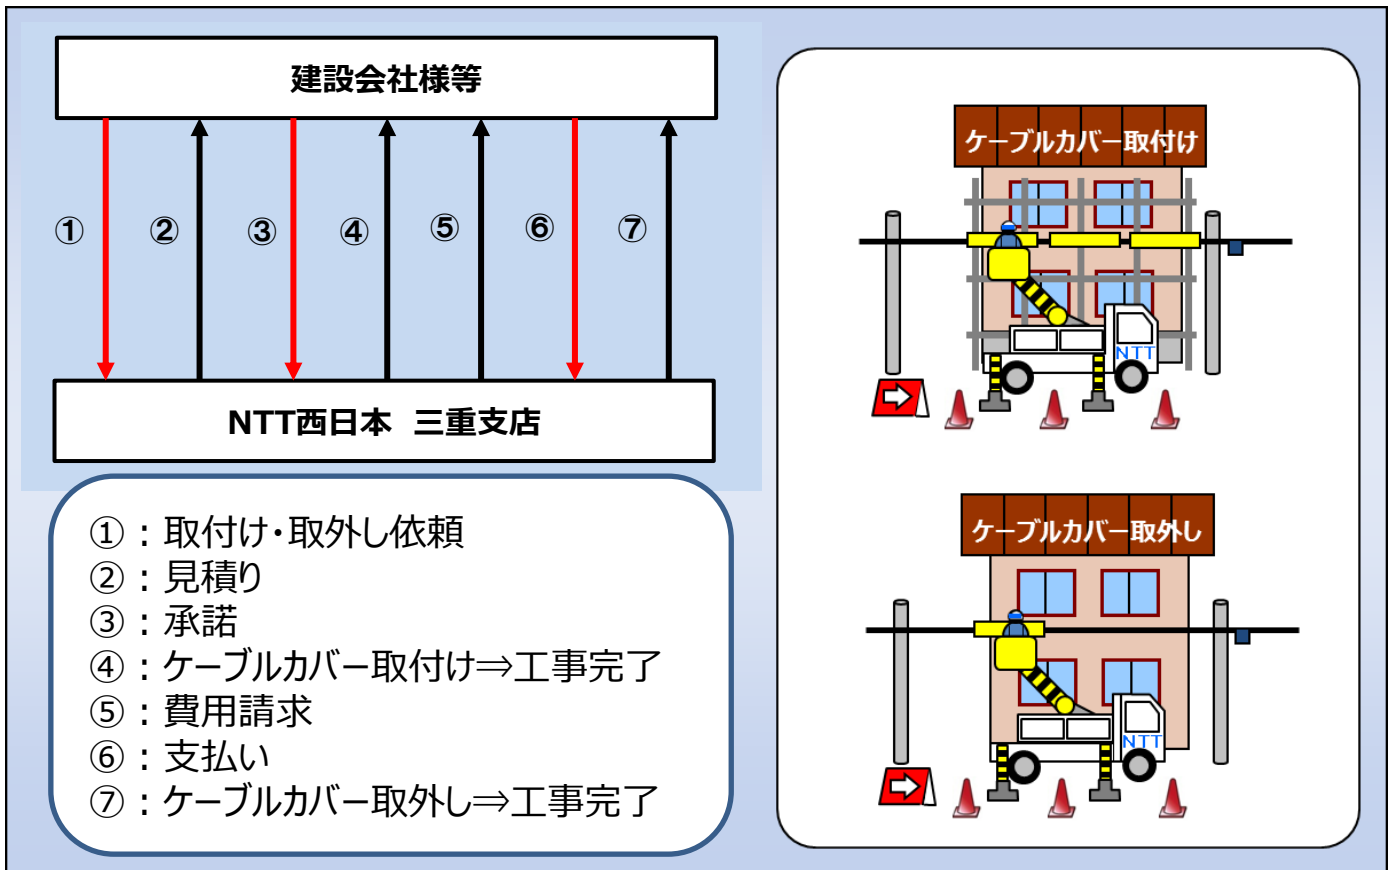 建設会社様等
① ② ③ ④ ⑤ ⑥ ⑦
NTT西日本 三重支店
①：取付け・取外し依頼
②：見積り
③：承諾
④：ケーブルカバー取付け⇒工事完了
⑤：費用請求
⑥：支払い
⑦：ケーブルカバー取外し⇒工事完了
ケーブルカバー取付け
NTT
ケーブルカバー取外し
NTT